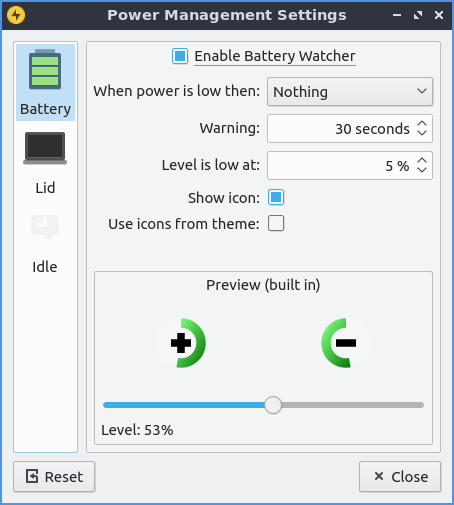 Power Management Settings
Battery
Lid
Idle
Enable Battery Watcher
When power is low then: Nothing
Warning: 30 seconds
Level is low at: 5 %
Show icon:
Use icons from theme:
Preview (built in)
Level: 53%
Reset
Close